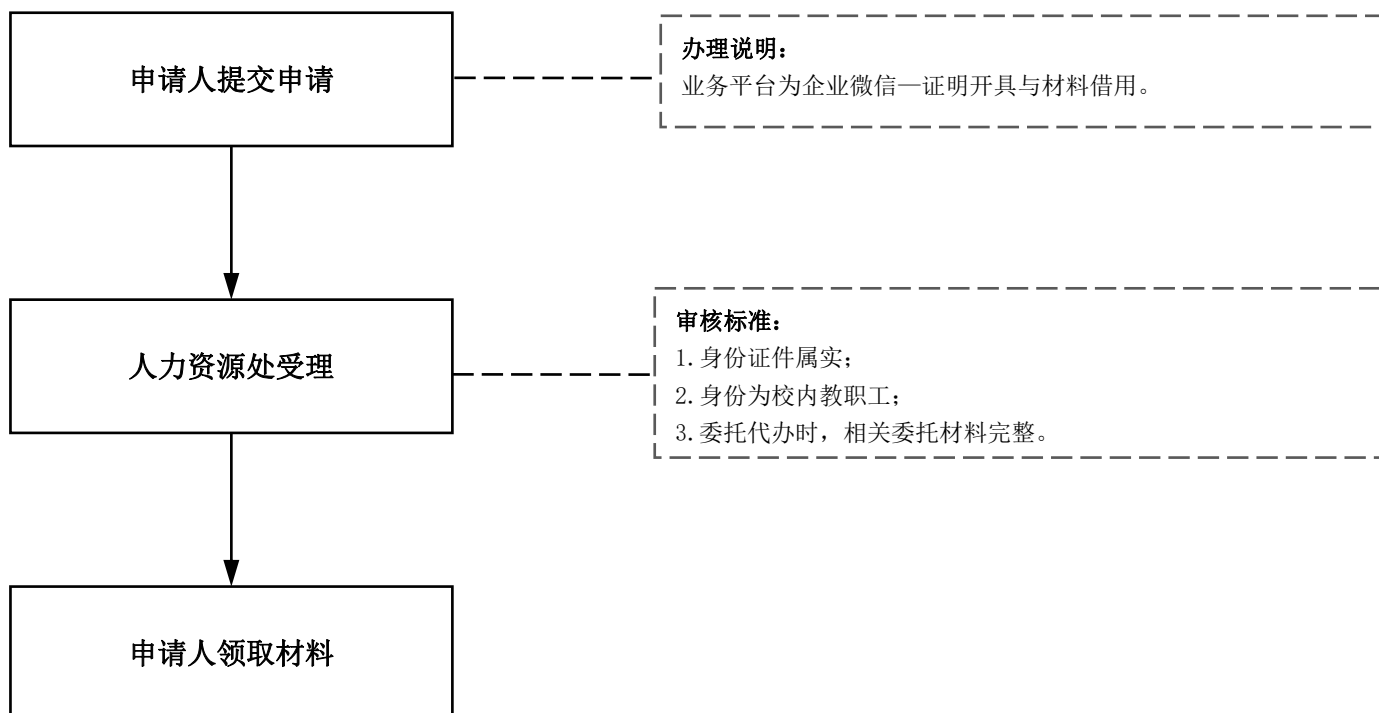 申请人提交申请
办理说明：
业务平台为企业微信—证明开具与材料借用。
人力资源处受理
审核标准：
1.身份证件属实；
2.身份为校内教职工；
3.委托代办时，相关委托材料完整。
申请人领取材料